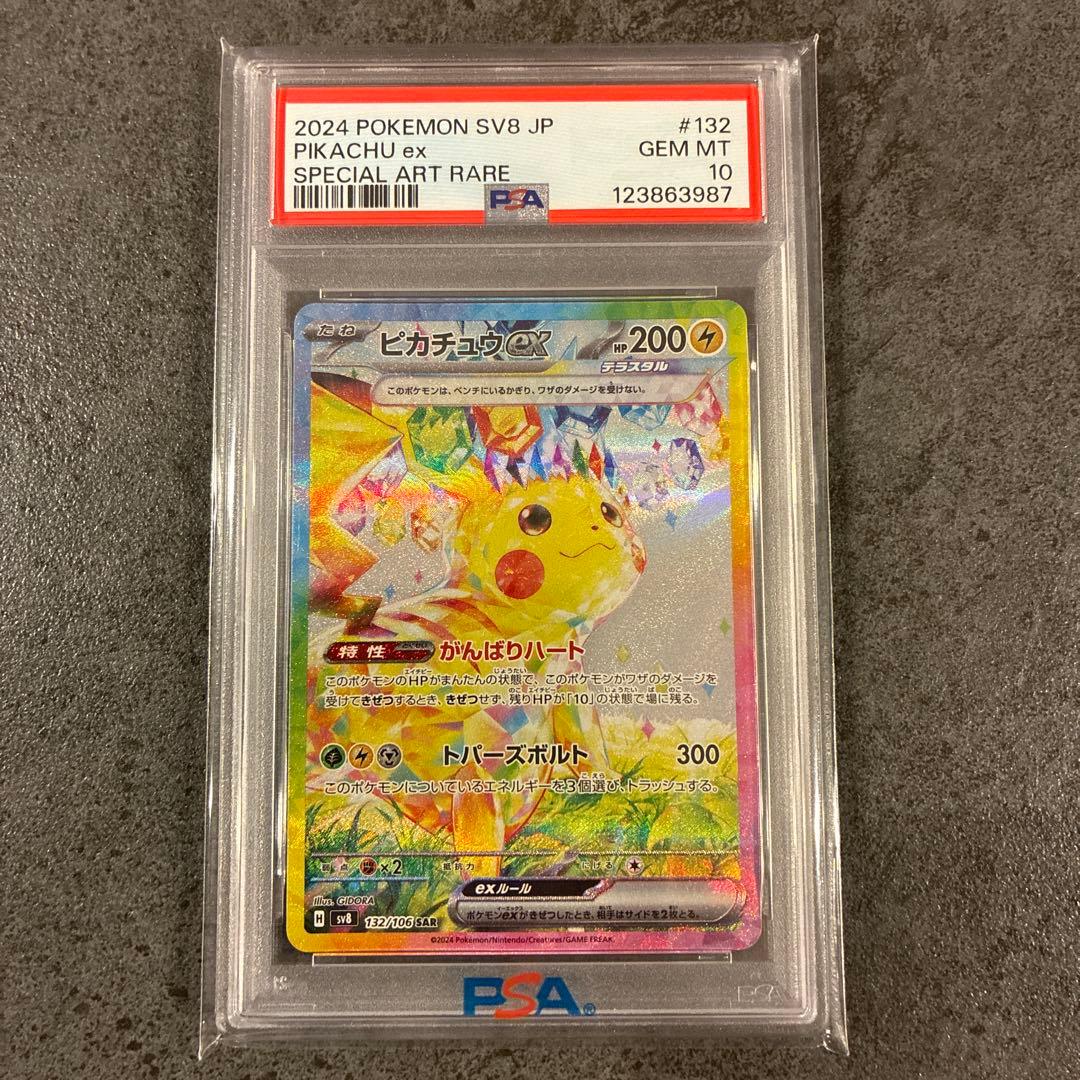 2024 POKEMON SV8 JP #132
PIKACHU ex GEM MT
SPECIAL ART RARE 10
PSA 123863987
たね ピカチュウex HP 200
テラスタル
このポケモンは、ベンチにいるかぎり、ワザのダメージを受けない。
特性 がんばりハート
このポケモンのHPがまんたんの状態で、このポケモンがワザのダメージを
受けてきぜつするとき、きぜつせず、残りHPが「10」の状態で場に残る。
トパーズボルト 300
このポケモンについているエネルギーを3個選び、トラッシュする。
弱点 ×2 抵抗力 にげる
exルール
ポケモンexがきぜつしたとき、相手はサイドを2枚とる。
Illus. GIDORA
H sv8 132/106 SAR
©2024 Pokémon/Nintendo/Creatures/GAME FREAK.
PSA®